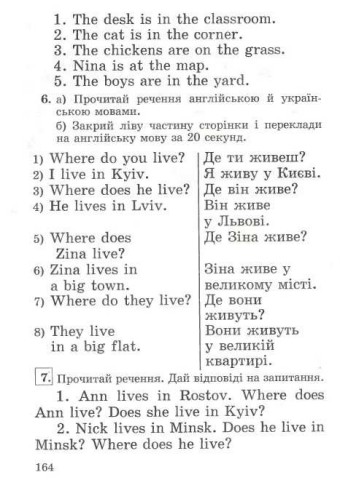 1. The desk is in the classroom.
2. The cat is in the corner.
3. The chickens are on the grass.
4. Nina is at the map.
5. The boys are in the yard.
6. а) Прочитай речення англійською й україн-
ською мовами.
б) Закрий ліву частину сторінки і переклади
на англійську мову за 20 секунд.
1) Where do you live? Де ти живеш?
2) I live in Kyiv. Я живу у Києві.
3) Where does he live? Де він живе?
4) He lives in Lviv. Він живе
у Львові.
5) Where does Де Зіна живе?
Zina live?
6) Zina lives in Зіна живе у
a big town. великому місті.
7) Where do they live? Де вони
живуть?
8) They live Вони живуть
in a big flat. у великій
квартирі.
7. Прочитай речення. Дай відповіді на запитання.
1. Ann lives in Rostov. Where does
Ann live? Does she live in Kyiv?
2. Nick lives in Minsk. Does he live in
Minsk? Where does he live?
164